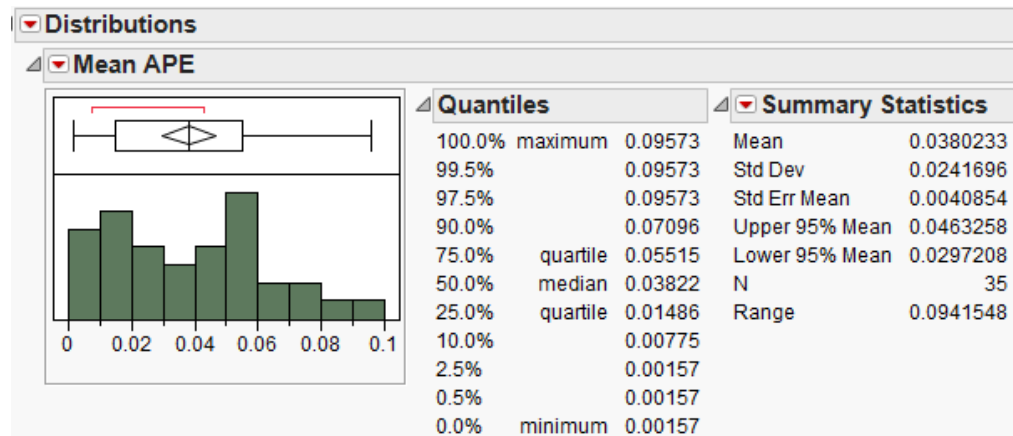 Distributions
Mean APE
0 0.02 0.04 0.06 0.08 0.1
Quantiles
100.0% maximum 0.09573
99.5% 0.09573
97.5% 0.09573
90.0% 0.07096
75.0% quartile 0.05515
50.0% median 0.03822
25.0% quartile 0.01486
10.0% 0.00775
2.5% 0.00157
0.5% 0.00157
0.0% minimum 0.00157
Summary Statistics
Mean 0.0380233
Std Dev 0.0241696
Std Err Mean 0.0040854
Upper 95% Mean 0.0463258
Lower 95% Mean 0.0297208
N 35
Range 0.0941548